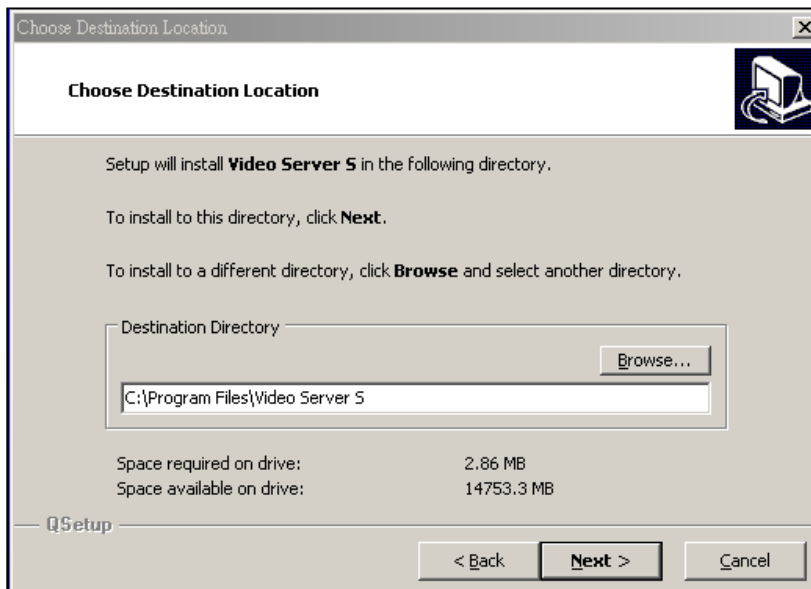 Choose Destination Location
Choose Destination Location
Setup will install Video Server S in the following directory.
To install to this directory, click Next.
To install to a different directory, click Browse and select another directory.
Destination Directory
Browse...
C:\Program Files\Video Server S
Space required on drive: 2.86 MB
Space available on drive: 14753.3 MB
QSetup
< Back Next > Cancel